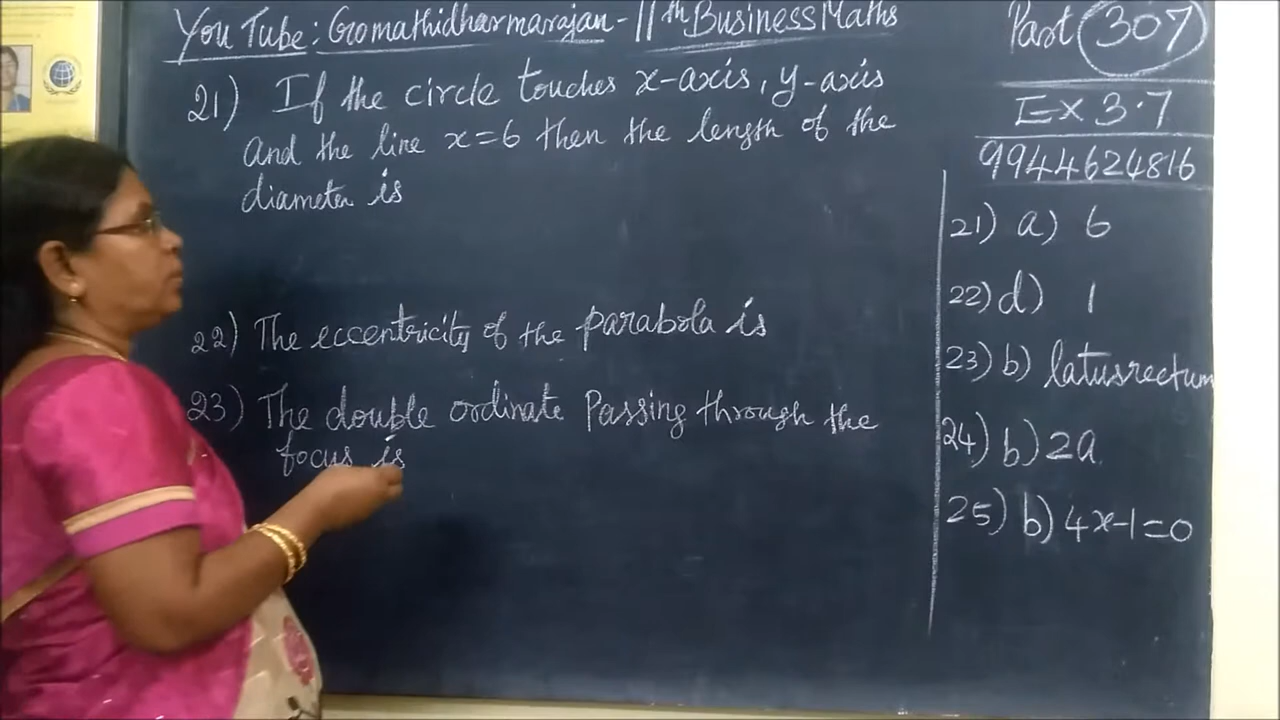 You Tube: Gomathidharmarajan - 11th Business Maths
Part 307
Ex 3.7
9944624816
21) If the circle touches x-axis, y-axis
and the line x=6 then the length of the
diameter is
22) The eccentricity of the parabola is
23) The double ordinate Passing through the
focus is
21) a) 6
22) d) 1
23) b) latusrectum
24) b) 2a
25) b) 4x-1=0